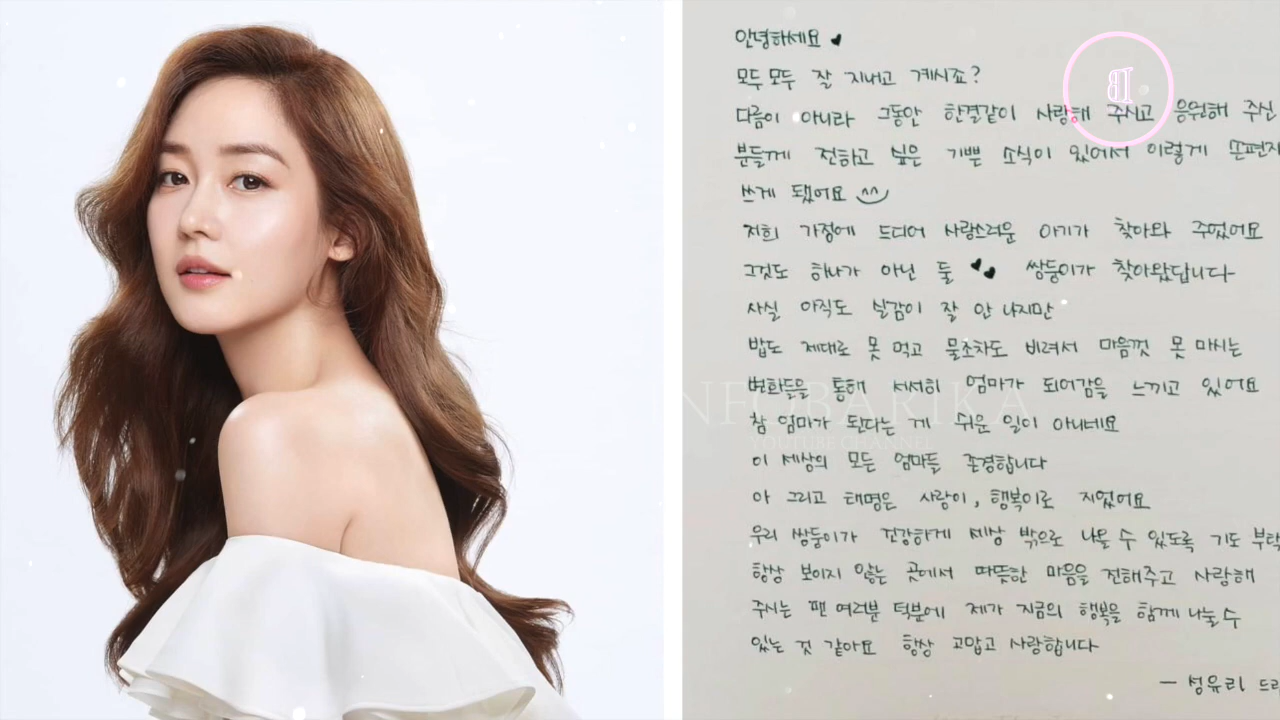 안녕하세요 ♥
모두모두 잘 지내고 계시죠?
다름이 아니라 그동안 한결같이 사랑해 주시고 응원해 주신
분들께 전하고 싶은 기쁜 소식이 있어서 이렇게 손편지
쓰게 됐어요 ^^
저희 가정에 드디어 사랑스러운 아기가 찾아와 주었어요
그것도 하나가 아닌 둘 ♥♥ 쌍둥이가 찾아왔답니다
사실 아직도 실감이 잘 안 나지만
밥도 제대로 못 먹고 물조차도 비려서 마음껏 못 마시는
변화들을 통해 서서히 엄마가 되어감을 느끼고 있어요
참 엄마가 된다는 게 쉬운 일이 아니네요
이 세상의 모든 엄마들 존경합니다
아 그리고 태명은 사랑이, 행복이로 지었어요
우리 쌍둥이가 건강하게 세상 밖으로 나올 수 있도록 기도 부탁
항상 보이지 않는 곳에서 따뜻한 마음을 전해주고 사랑해
주시는 팬 여러분 덕분에 제가 지금의 행복을 함께 나눌 수
있는 것 같아요 항상 고맙고 사랑합니다
- 성유리 드림
NFOBARIKA
YOUTUBE CHANNEL